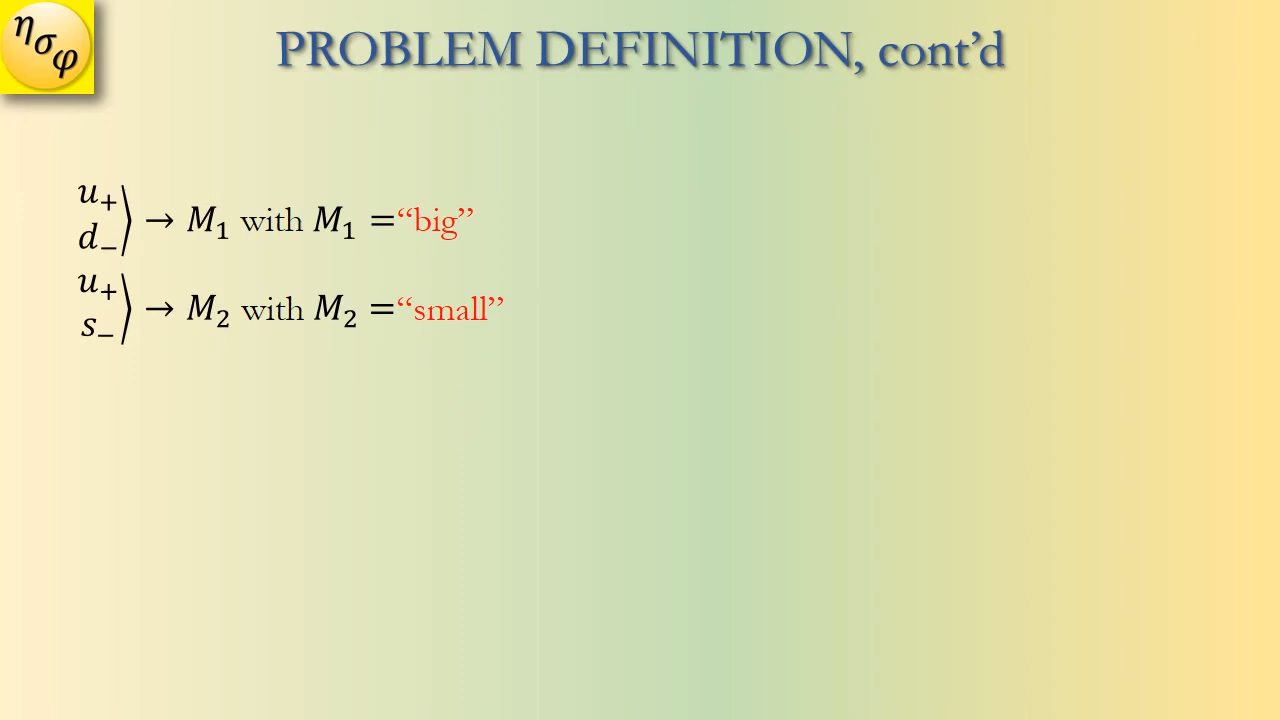 η σ φ
PROBLEM DEFINITION, cont’d
u₊
d₋⟩ → M₁ with M₁ =“big”
u₊
s₋⟩ → M₂ with M₂ =“small”